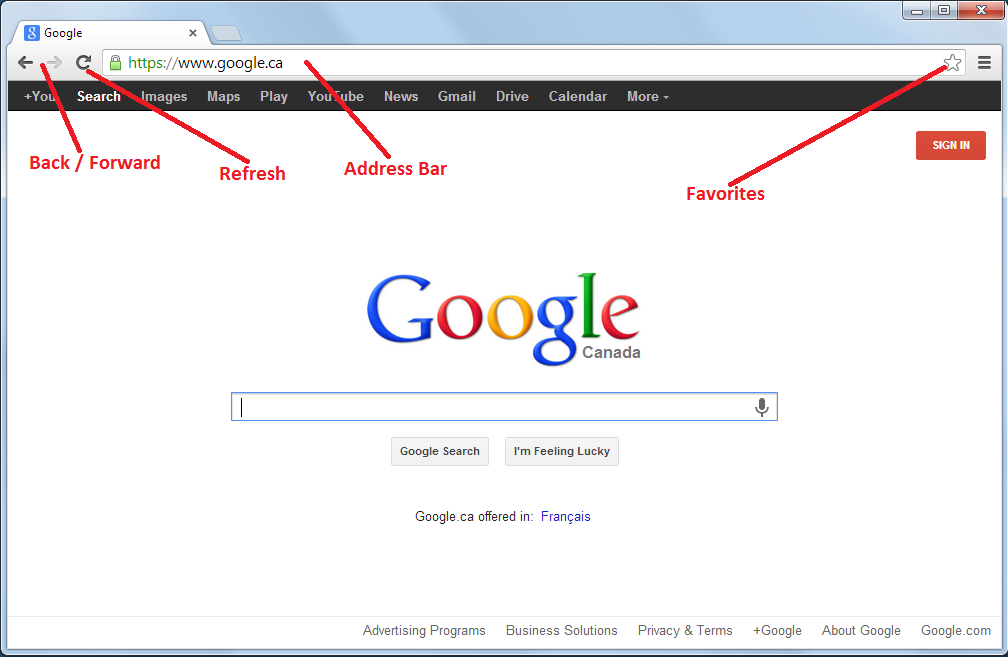 Google
https://www.google.ca
+You Search Images Maps Play YouTube News Gmail Drive Calendar More
SIGN IN
Back / Forward
Refresh
Address Bar
Favorites
Google
Canada
Google Search I'm Feeling Lucky
Google.ca offered in: Français
Advertising Programs Business Solutions Privacy & Terms +Google About Google Google.com